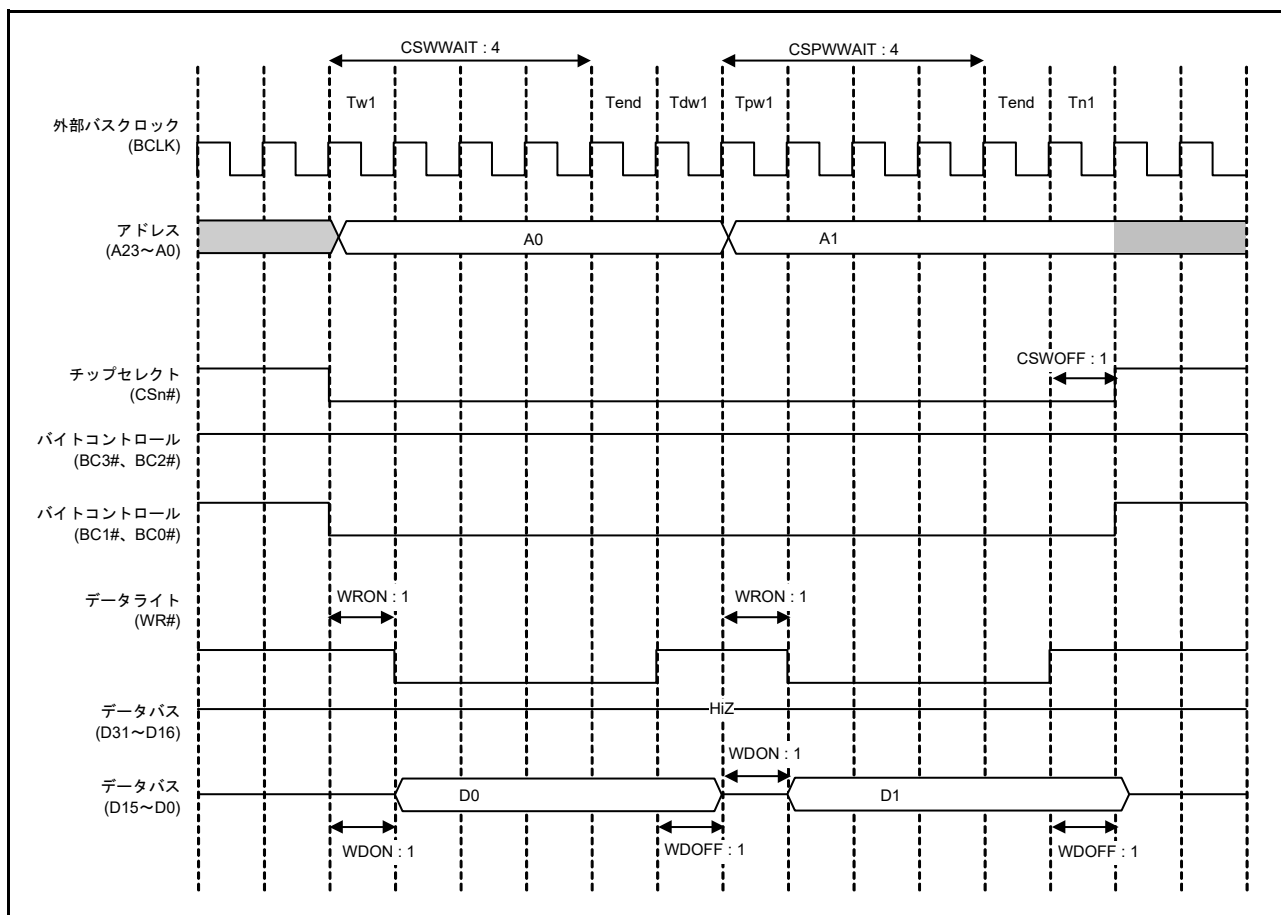 CSWWAIT : 4
CSPWWAIT : 4
Tw1
Tend
Tdw1
Tpw1
Tend
Tn1
外部バスクロック
(BCLK)
アドレス
(A23~A0)
A0
A1
CSWOFF : 1
チップセレクト
(CSn#)
バイトコントロール
(BC3#、BC2#)
バイトコントロール
(BC1#、BC0#)
データライト
(WR#)
WRON : 1
WRON : 1
データバス
(D31~D16)
HiZ
WDON : 1
データバス
(D15~D0)
D0
D1
WDON : 1
WDOFF : 1
WDOFF : 1